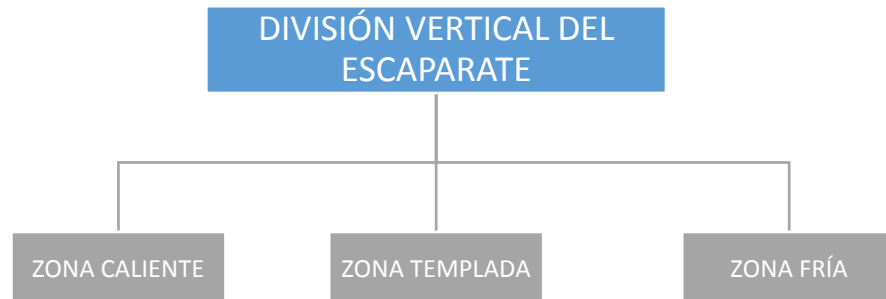 DIVISIÓN VERTICAL DEL
ESCAPARATE
ZONA CALIENTE
ZONA TEMPLADA
ZONA FRÍA